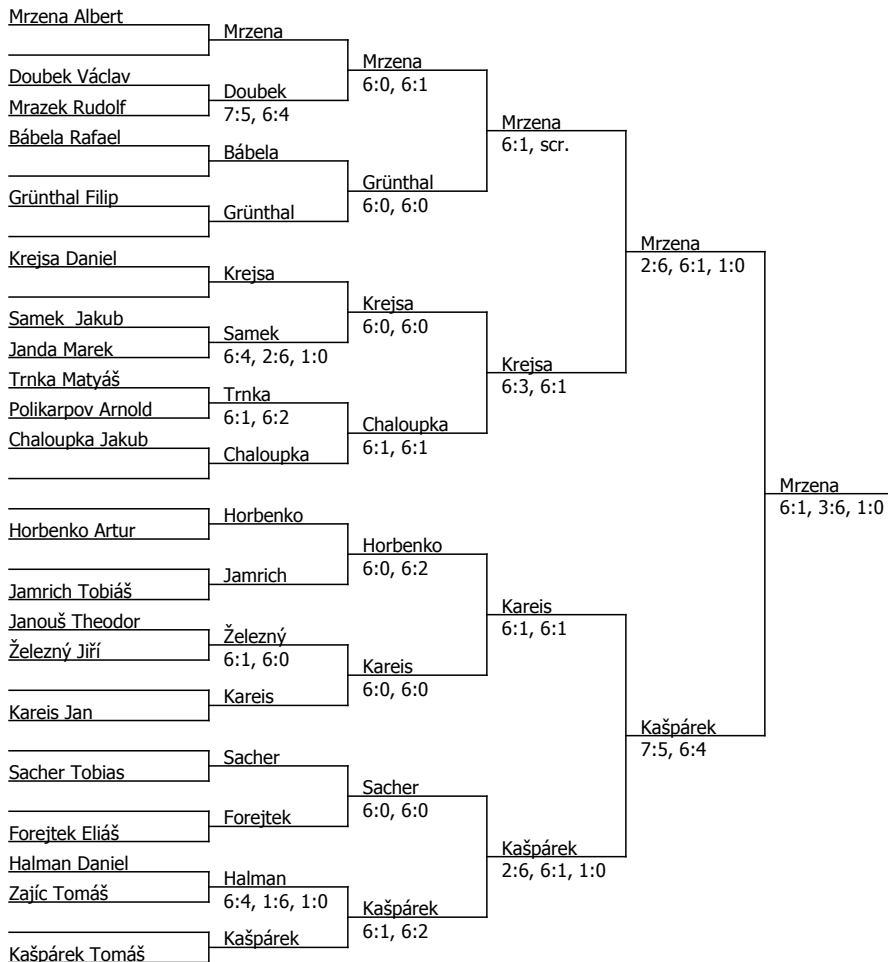 Mrzena Albert
Mrzena
Mrzena
6:0, 6:1
Doubek Václav
Doubek
7:5, 6:4
Mrazek Rudolf
Mrzena
6:1, scr.
Bábela Rafael
Bábela
Grünthal
6:0, 6:0
Grünthal Filip
Grünthal
Mrzena
2:6, 6:1, 1:0
Krejsa Daniel
Krejsa
Krejsa
6:0, 6:0
Samek  Jakub
Samek
6:4, 2:6, 1:0
Janda Marek
Krejsa
6:3, 6:1
Trnka Matyáš
Trnka
6:1, 6:2
Polikarpov Arnold
Chaloupka
6:1, 6:1
Chaloupka Jakub
Chaloupka
Mrzena
6:1, 3:6, 1:0
Horbenko Artur
Horbenko
Horbenko
6:0, 6:2
Jamrich Tobiáš
Jamrich
Kareis
6:1, 6:1
Janouš Theodor
Železný
6:1, 6:0
Železný Jiří
Kareis
6:0, 6:0
Kareis Jan
Kareis
Kašpárek
7:5, 6:4
Sacher Tobias
Sacher
Sacher
6:0, 6:0
Forejtek Eliáš
Forejtek
Kašpárek
2:6, 6:1, 1:0
Halman Daniel
Halman
6:4, 1:6, 1:0
Zajíc Tomáš
Kašpárek
6:1, 6:2
Kašpárek Tomáš
Kašpárek